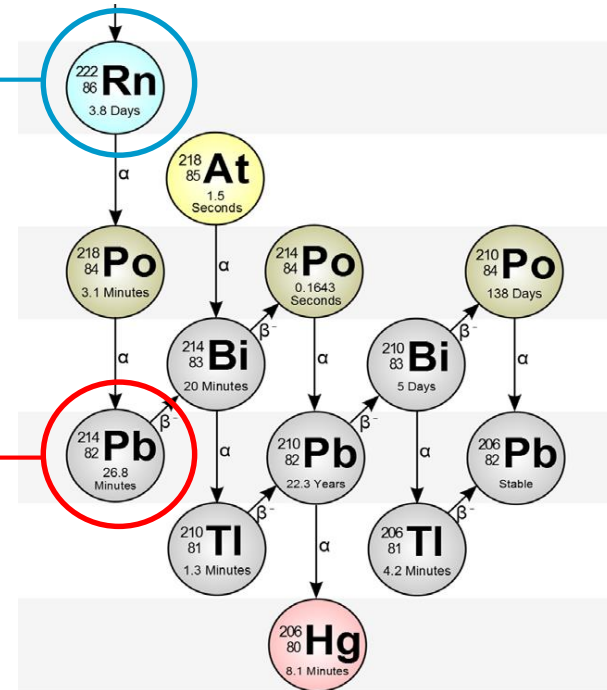 222
86 Rn
3.8 Days
α
218
85 At
1.5
Seconds
α
218
84 Po
3.1 Minutes
214
84 Po
0.1643
Seconds
210
84 Po
138 Days
β⁻
β⁻
α
214
83 Bi
20 Minutes
α
210
83 Bi
5 Days
α
214
82 Pb
26.8
Minutes
β⁻
α
210
82 Pb
22.3 Years
β⁻
α
206
82 Pb
Stable
β⁻
β⁻
210
81 Tl
1.3 Minutes
α
206
81 Tl
4.2 Minutes
206
80 Hg
8.1 Minutes